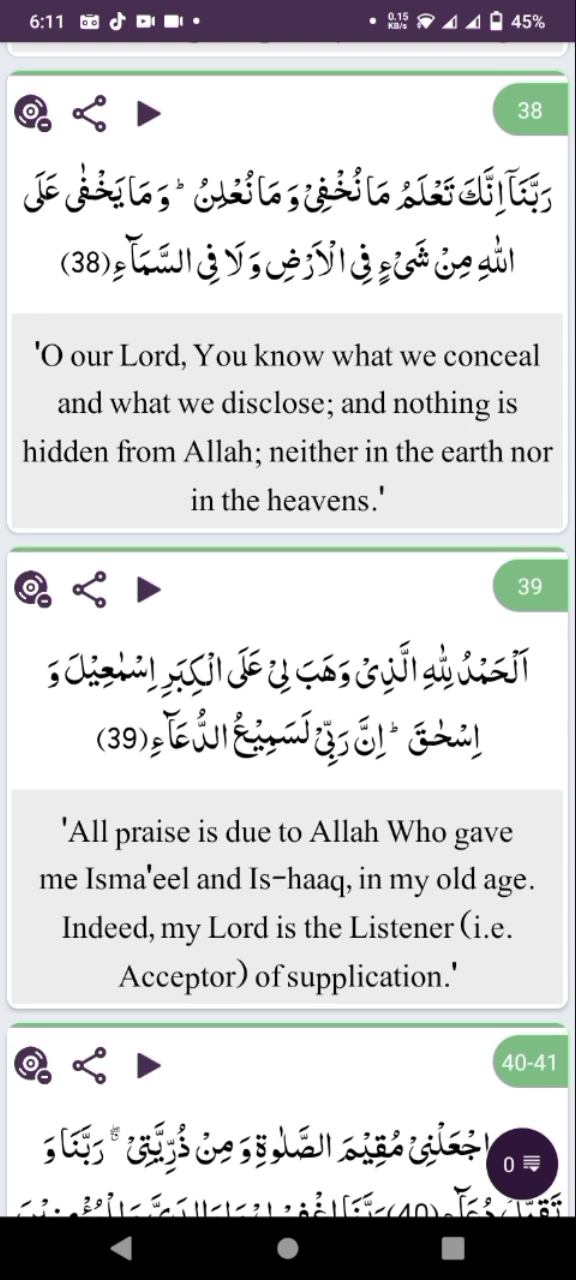 6:11
0.15
KB/s
45%
38
رَبَّنَاۤ اِنَّكَ تَعْلَمُ مَا نُخْفِیْ وَ مَا نُعْلِنُ ؕ وَ مَا یَخْفٰى عَلَى
اللّٰهِ مِنْ شَیْءٍ فِی الْاَرْضِ وَ لَا فِی السَّمَآءِ(38)
'O our Lord, You know what we conceal
and what we disclose; and nothing is
hidden from Allah; neither in the earth nor
in the heavens.'
39
اَلْحَمْدُ لِلّٰهِ الَّذِیْ وَهَبَ لِیْ عَلَى الْكِبَرِ اِسْمٰعِیْلَ وَ
اِسْحٰقَ ؕ اِنَّ رَبِّیْ لَسَمِیْعُ الدُّعَآءِ(39)
'All praise is due to Allah Who gave
me Isma'eel and Is-haaq, in my old age.
Indeed, my Lord is the Listener (i.e.
Acceptor) of supplication.'
40-41
اجْعَلْنِیْ مُقِیْمَ الصَّلٰوةِ وَ مِنْ ذُرِّیَّتِیْ ۖۗ رَبَّنَا وَ
0